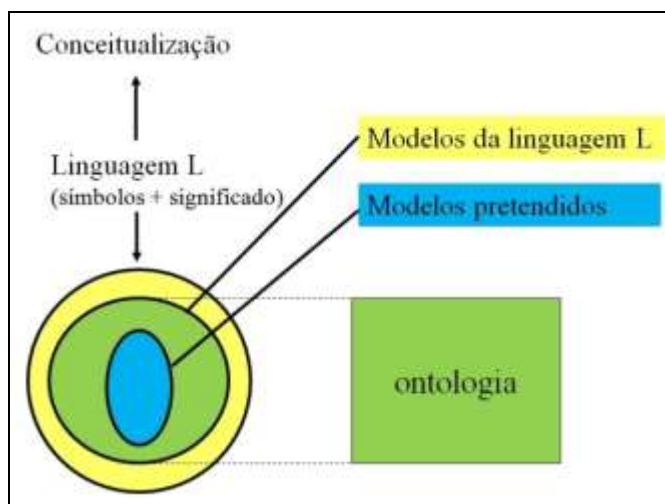 Conceitualização
Linguagem L
(símbolos + significado)
Modelos da linguagem L
Modelos pretendidos
ontologia